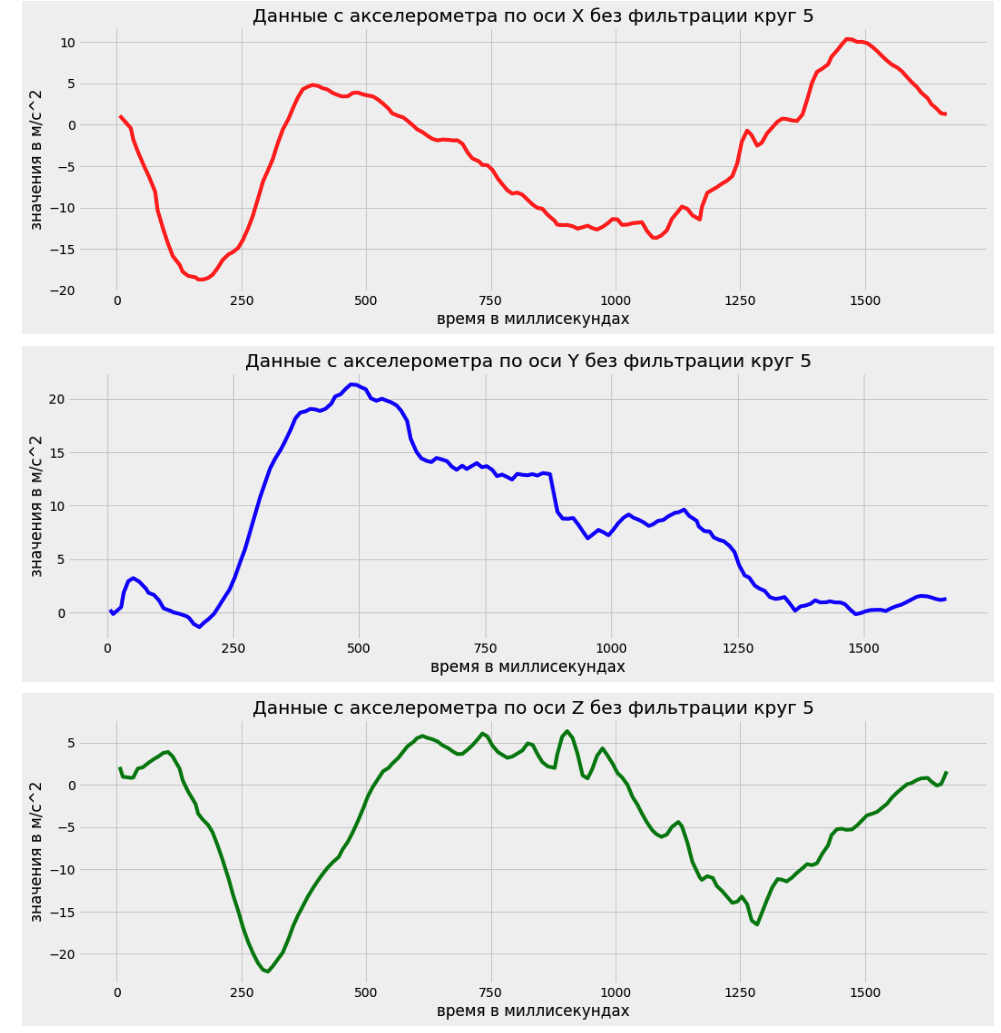 Данные с акселерометра по оси X без фильтрации круг 5
значения в м/с^2
10
5
0
−5
−10
−15
−20
0 250 500 750 1000 1250 1500
время в миллисекундах
Данные с акселерометра по оси Y без фильтрации круг 5
значения в м/с^2
20
15
10
5
0
0 250 500 750 1000 1250 1500
время в миллисекундах
Данные с акселерометра по оси Z без фильтрации круг 5
значения в м/с^2
5
0
−5
−10
−15
−20
0 250 500 750 1000 1250 1500
время в миллисекундах